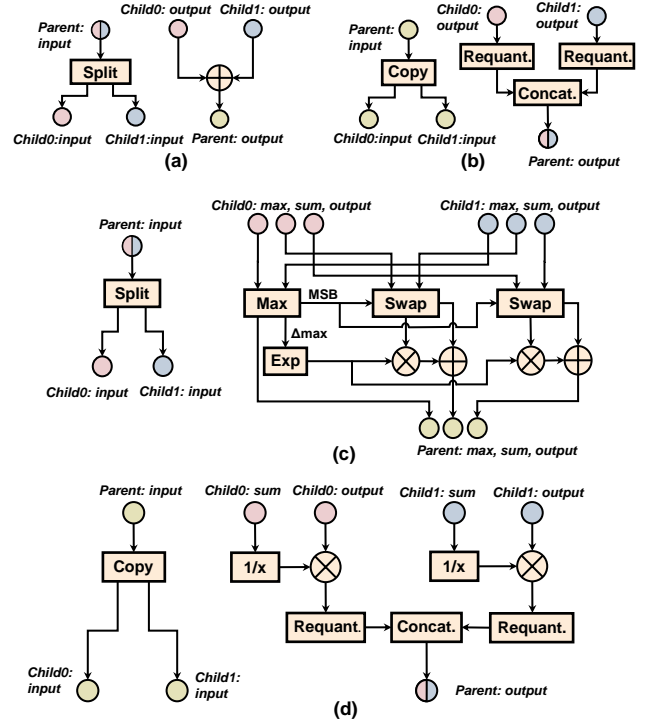 Parent:
input
Split
Child0:input
Child1:input
Child0: output
Child1: output
Parent: output
(a)
Parent:
input
Copy
Child0:input
Child1:input
Child0:
output
Child1:
output
Requant.
Requant.
Concat.
Parent: output
(b)
Parent: input
Split
Child0: input
Child1: input
Child0: max, sum, output
Child1: max, sum, output
Max
MSB
Swap
Swap
Δmax
Exp
Parent: max, sum, output
(c)
Parent: input
Copy
Child0:
input
Child1:
input
Child0: sum
Child0: output
Child1: sum
Child1: output
1/x
1/x
Requant.
Concat.
Requant.
Parent: output
(d)